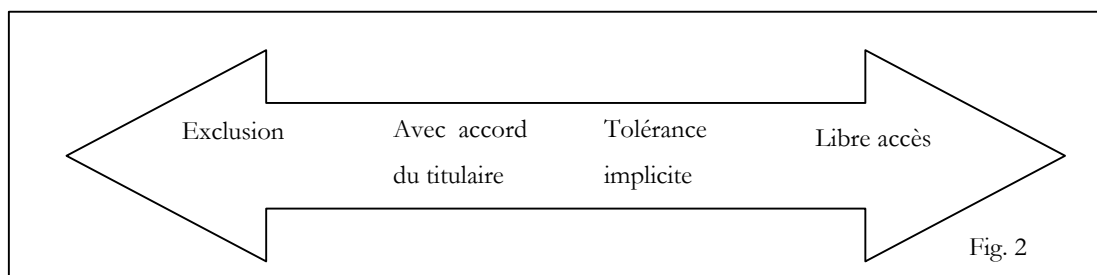 Exclusion
Avec accord
du titulaire
Tolérance
implicite
Libre accès
Fig. 2